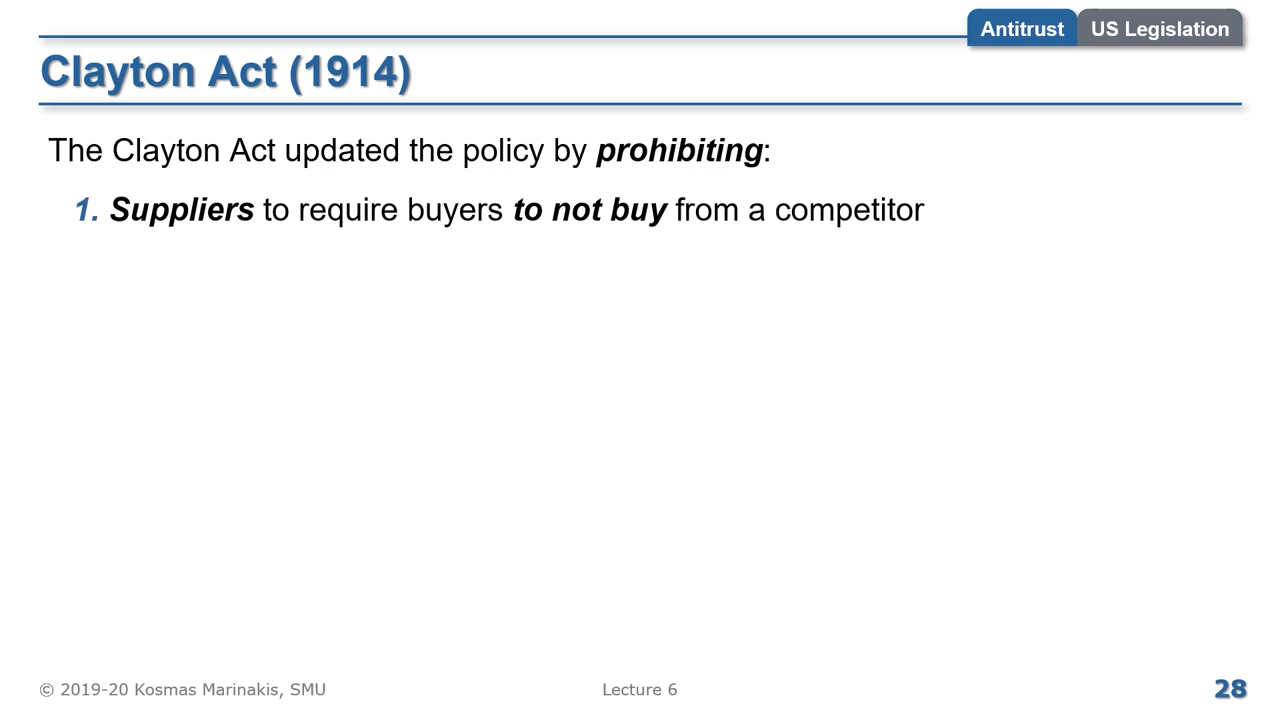 Antitrust US Legislation
Clayton Act (1914)
The Clayton Act updated the policy by prohibiting:
1. Suppliers to require buyers to not buy from a competitor
© 2019-20 Kosmas Marinakis, SMU Lecture 6 28